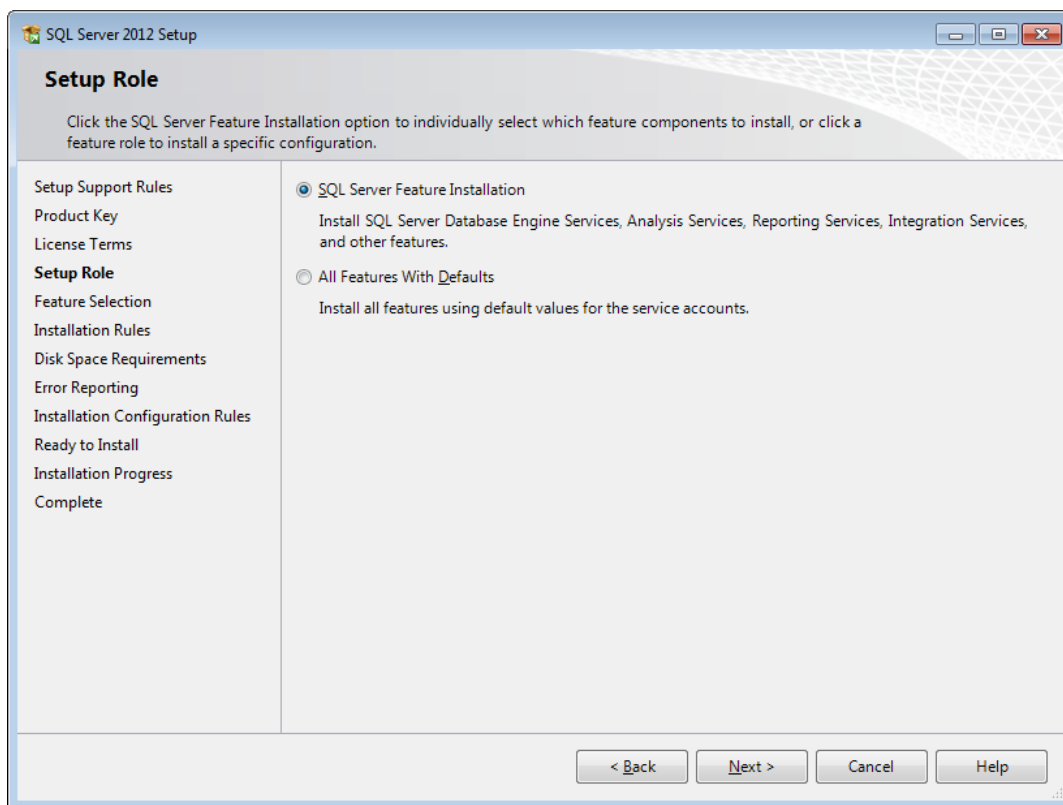 SQL Server 2012 Setup
Setup Role
Click the SQL Server Feature Installation option to individually select which feature components to install, or click a
feature role to install a specific configuration.
Setup Support Rules
Product Key
License Terms
Setup Role
Feature Selection
Installation Rules
Disk Space Requirements
Error Reporting
Installation Configuration Rules
Ready to Install
Installation Progress
Complete
SQL Server Feature Installation
Install SQL Server Database Engine Services, Analysis Services, Reporting Services, Integration Services,
and other features.
All Features With Defaults
Install all features using default values for the service accounts.
< Back
Next >
Cancel
Help